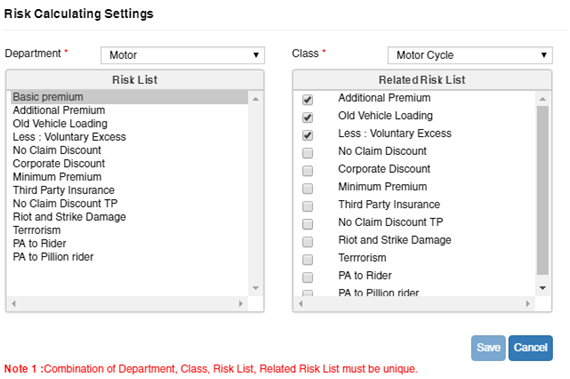 Risk Calculating Settings
Department * Motor Class * Motor Cycle
Risk List
Basic premium
Additional Premium
Old Vehicle Loading
Less : Voluntary Excess
No Claim Discount
Corporate Discount
Minimum Premium
Third Party Insurance
No Claim Discount TP
Riot and Strike Damage
Terrrorism
PA to Rider
PA to Pillion rider
Related Risk List
Additional Premium
Old Vehicle Loading
Less : Voluntary Excess
No Claim Discount
Corporate Discount
Minimum Premium
Third Party Insurance
No Claim Discount TP
Riot and Strike Damage
Terrrorism
PA to Rider
PA to Pillion rider
Save Cancel
Note 1 :Combination of Department, Class, Risk List, Related Risk List must be unique.